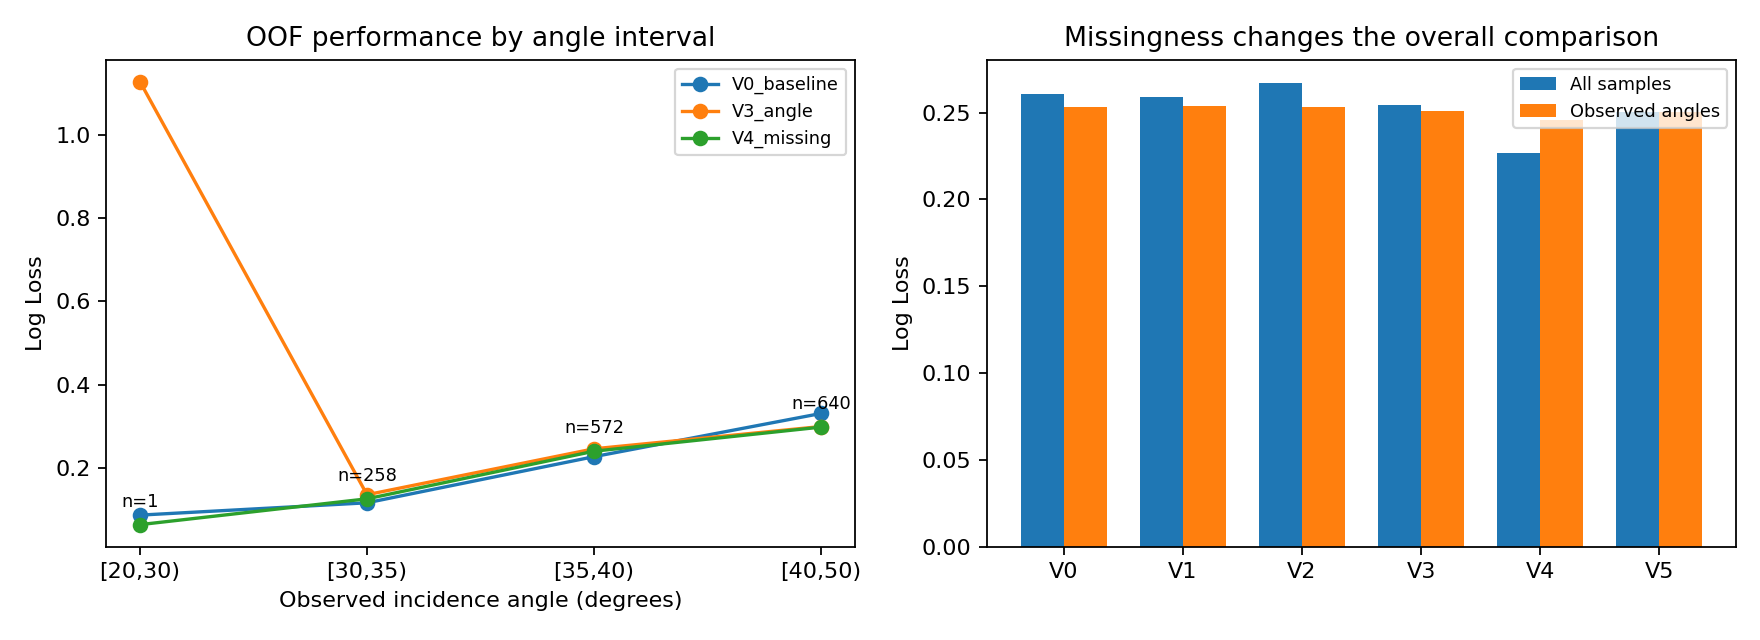 OOF performance by angle interval
Log Loss
1.0
0.8
0.6
0.4
0.2
V0_baseline
V3_angle
V4_missing
n=1
n=258
n=572
n=640
[20,30)
[30,35)
[35,40)
[40,50)
Observed incidence angle (degrees)
Missingness changes the overall comparison
Log Loss
0.25
0.20
0.15
0.10
0.05
0.00
All samples
Observed angles
V0
V1
V2
V3
V4
V5